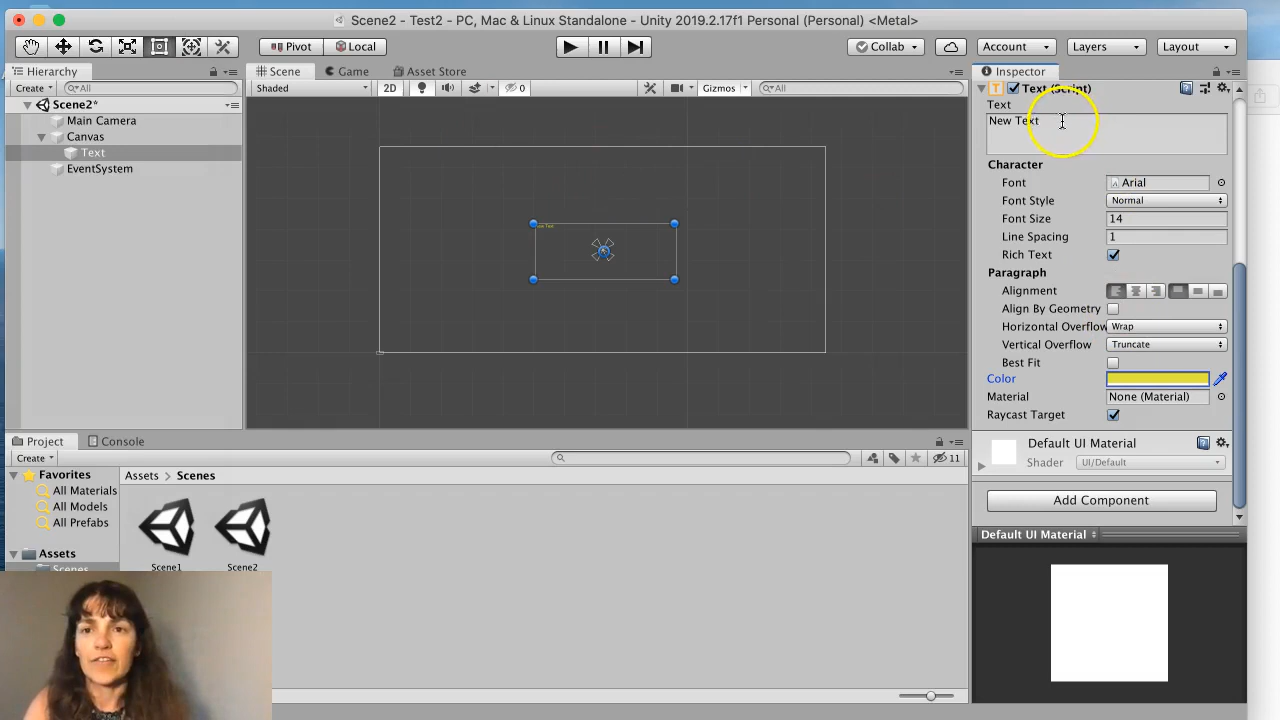 Scene2 - Test2 - PC, Mac & Linux Standalone - Unity 2019.2.17f1 Personal (Personal) <Metal>
Pivot Local Collab Account Layers Layout
Hierarchy
Create All
Scene2*
Main Camera
Canvas
Text
EventSystem
Scene Game Asset Store
Shaded 2D 0 Gizmos All
New Text
Inspector
Text (Script)
Text
New Text
Character
Font Arial
Font Style Normal
Font Size 14
Line Spacing 1
Rich Text
Paragraph
Alignment
Align By Geometry
Horizontal Overflow Wrap
Vertical Overflow Truncate
Best Fit
Color
Material None (Material)
Raycast Target
Default UI Material
Shader UI/Default
Add Component
Default UI Material
Project Console
Create 11
Favorites
All Materials
All Models
All Prefabs
Assets
Scenes
Assets Scenes
Scene1 Scene2